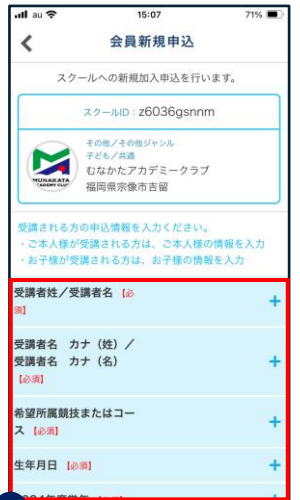 au 15:07 71%
会員新規申込
スクールへの新規加入申込を行います。
スクールID：z6036gsnnm
その他／その他ジャンル
子ども／共通
むなかたアカデミークラブ
福岡県宗像市吉留
MUNAKATA
ACADEMY CLUB
受講される方の申込情報を入力ください。
・ご本人様が受講される方は、ご本人様の情報を入力
・お子様が受講される方は、お子様の情報を入力
受講者姓／受講者名 【必
須】
+
受講者名 カナ（姓）／
受講者名 カナ（名）
【必須】
+
希望所属競技またはコー
ス 【必須】
+
生年月日 【必須】
+